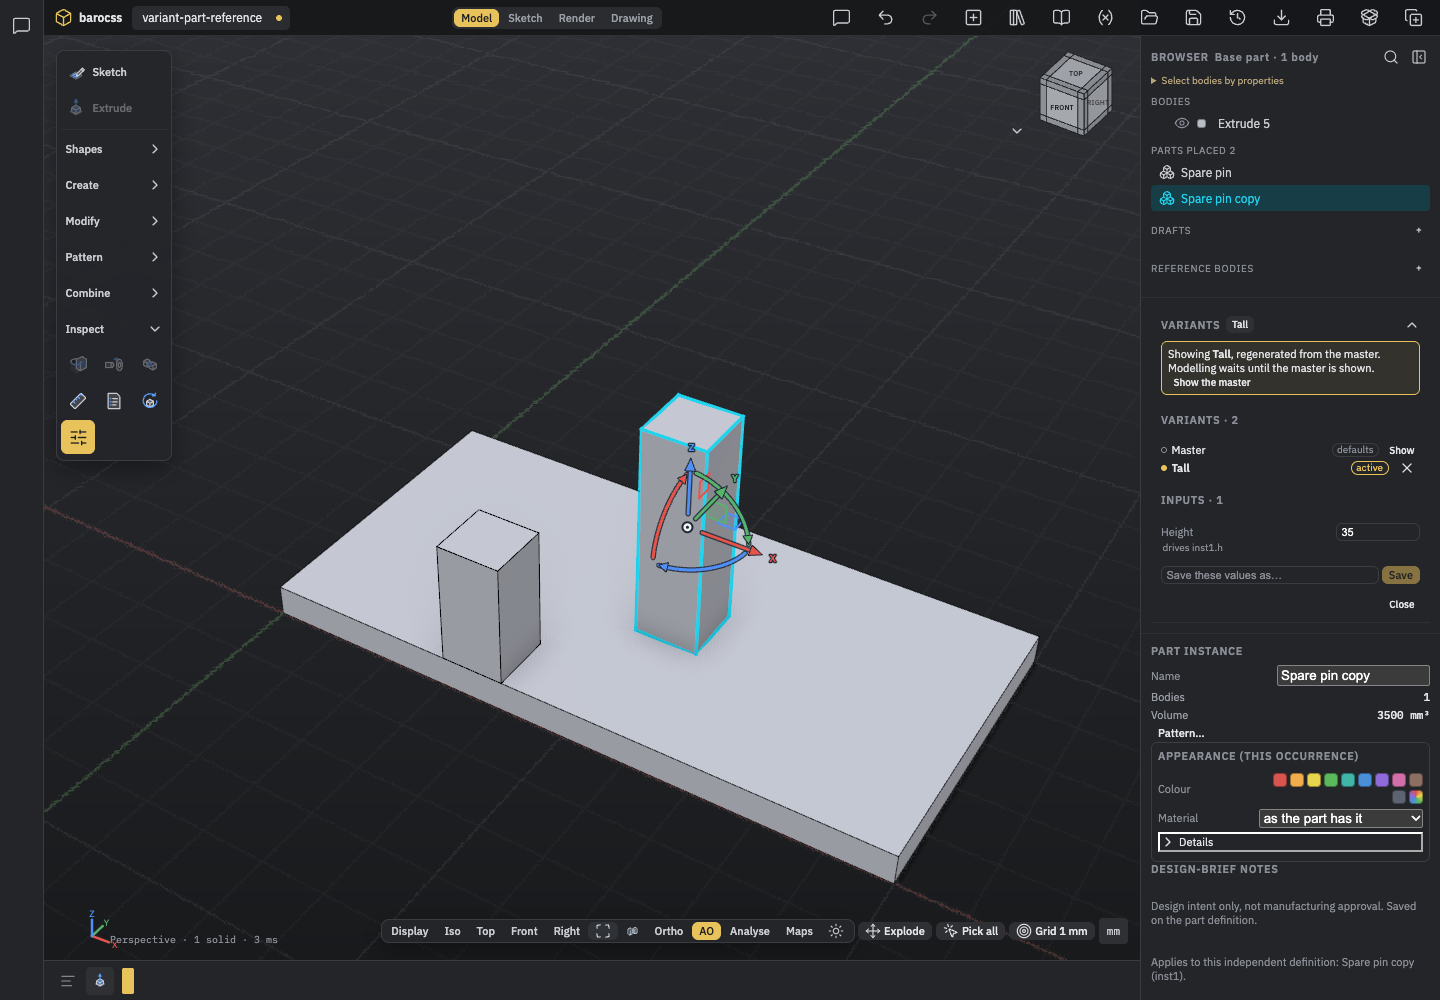 barocss
variant-part-reference
Model
Sketch
Render
Drawing
Sketch
Extrude
Shapes
Create
Modify
Pattern
Combine
Inspect
TOP
FRONT
RIGHT
Z
Y
X
Z
Y
X
Perspective · 1 solid · 3 ms
Display
Iso
Top
Front
Right
Ortho
AO
Analyse
Maps
Explode
Pick all
Grid 1 mm
mm
BROWSER Base part · 1 body
Select bodies by properties
BODIES
Extrude 5
PARTS PLACED 2
Spare pin
Spare pin copy
DRAFTS +
REFERENCE BODIES +
VARIANTS Tall
Showing Tall, regenerated from the master.
Modelling waits until the master is shown.
Show the master
VARIANTS · 2
Master defaults Show
Tall active
INPUTS · 1
Height 35
drives inst1.h
Save these values as… Save
Close
PART INSTANCE
Name Spare pin copy
Bodies 1
Volume 3500 mm³
Pattern…
APPEARANCE (THIS OCCURRENCE)
Colour
Material as the part has it
Details
DESIGN-BRIEF NOTES
Design intent only, not manufacturing approval. Saved
on the part definition.
Applies to this independent definition: Spare pin copy
(inst1).